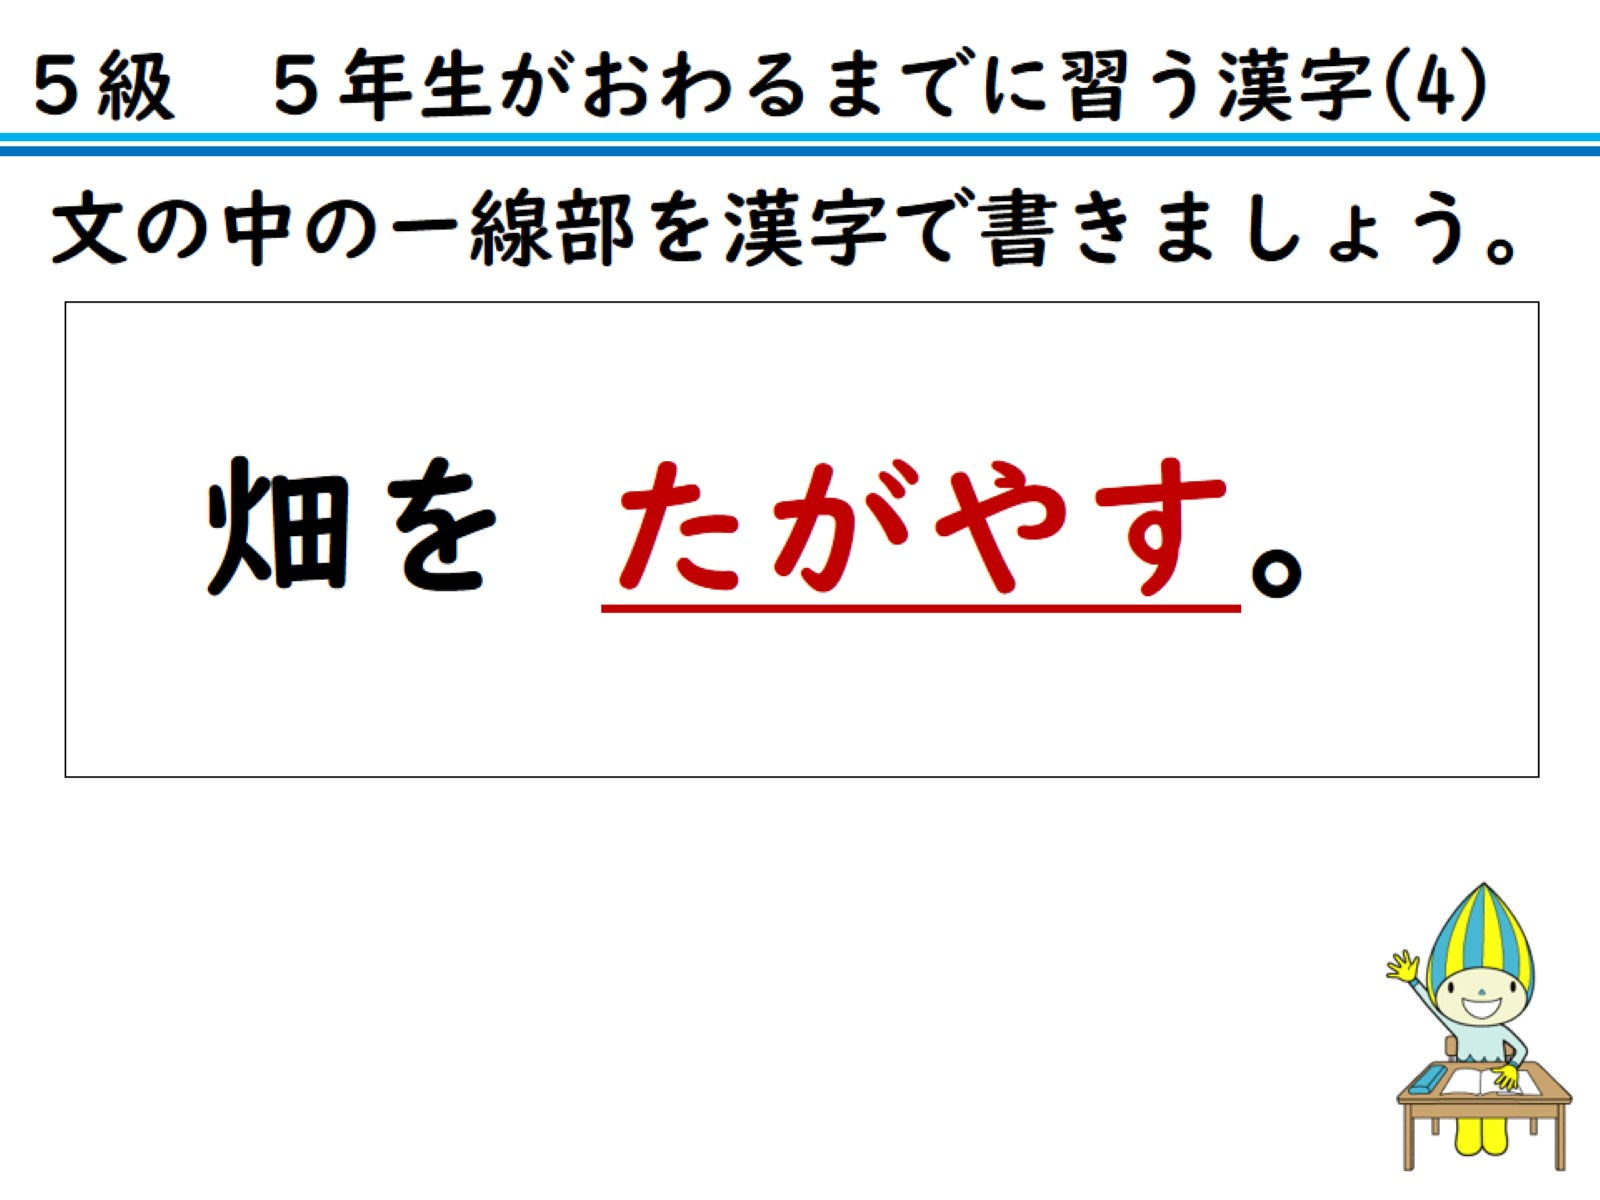 ５級　５年生がおわるまでに習う漢字(4)
文の中の一線部を漢字で書きましょう。
畑を　たがやす。